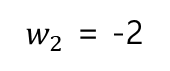 w₂ = -2